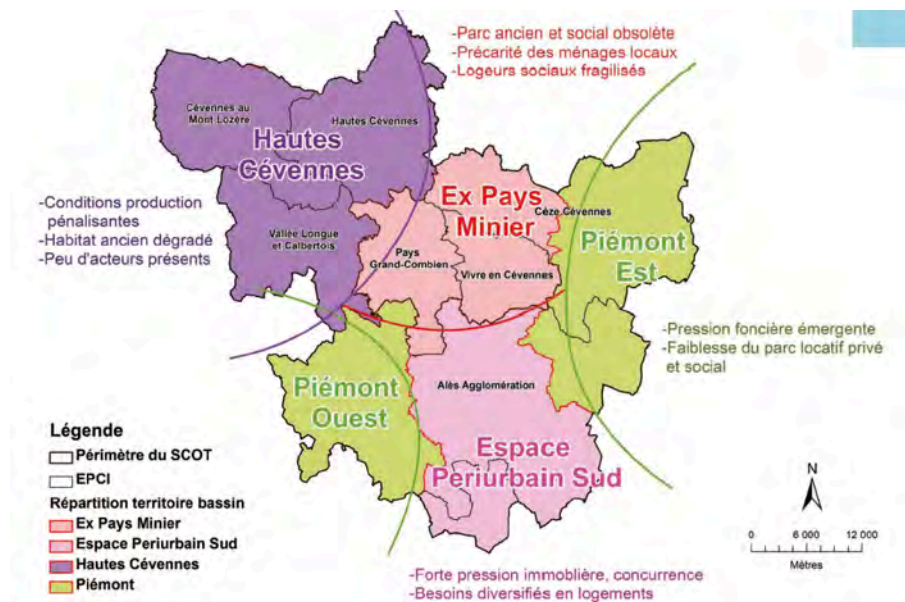 -Parc ancien et social obsolète
-Précarité des ménages locaux
-Logeurs sociaux fragilisés
Cévennes au
Mont Lozère
Hautes Cévennes
Hautes
Cévennes
Ex Pays
Minier
Cèze Cévennes
-Conditions production
pénalisantes
-Habitat ancien dégradé
-Peu d'acteurs présents
Vallée Longue
et Calbertois
Pays
Grand-Combien
Vivre en Cévennes
Piémont
Est
-Pression foncière émergente
-Faiblesse du parc locatif privé
et social
Piémont
Ouest
Alès Agglomération
Espace
Periurbain Sud
Légende
Périmètre du SCOT
EPCI
Répartition territoire bassin
Ex Pays Minier
Espace Periurbain Sud
Hautes Cévennes
Piémont
N
0 6 000 12 000
Mètres
-Forte pression immoblière, concurrence
-Besoins diversifiés en logements